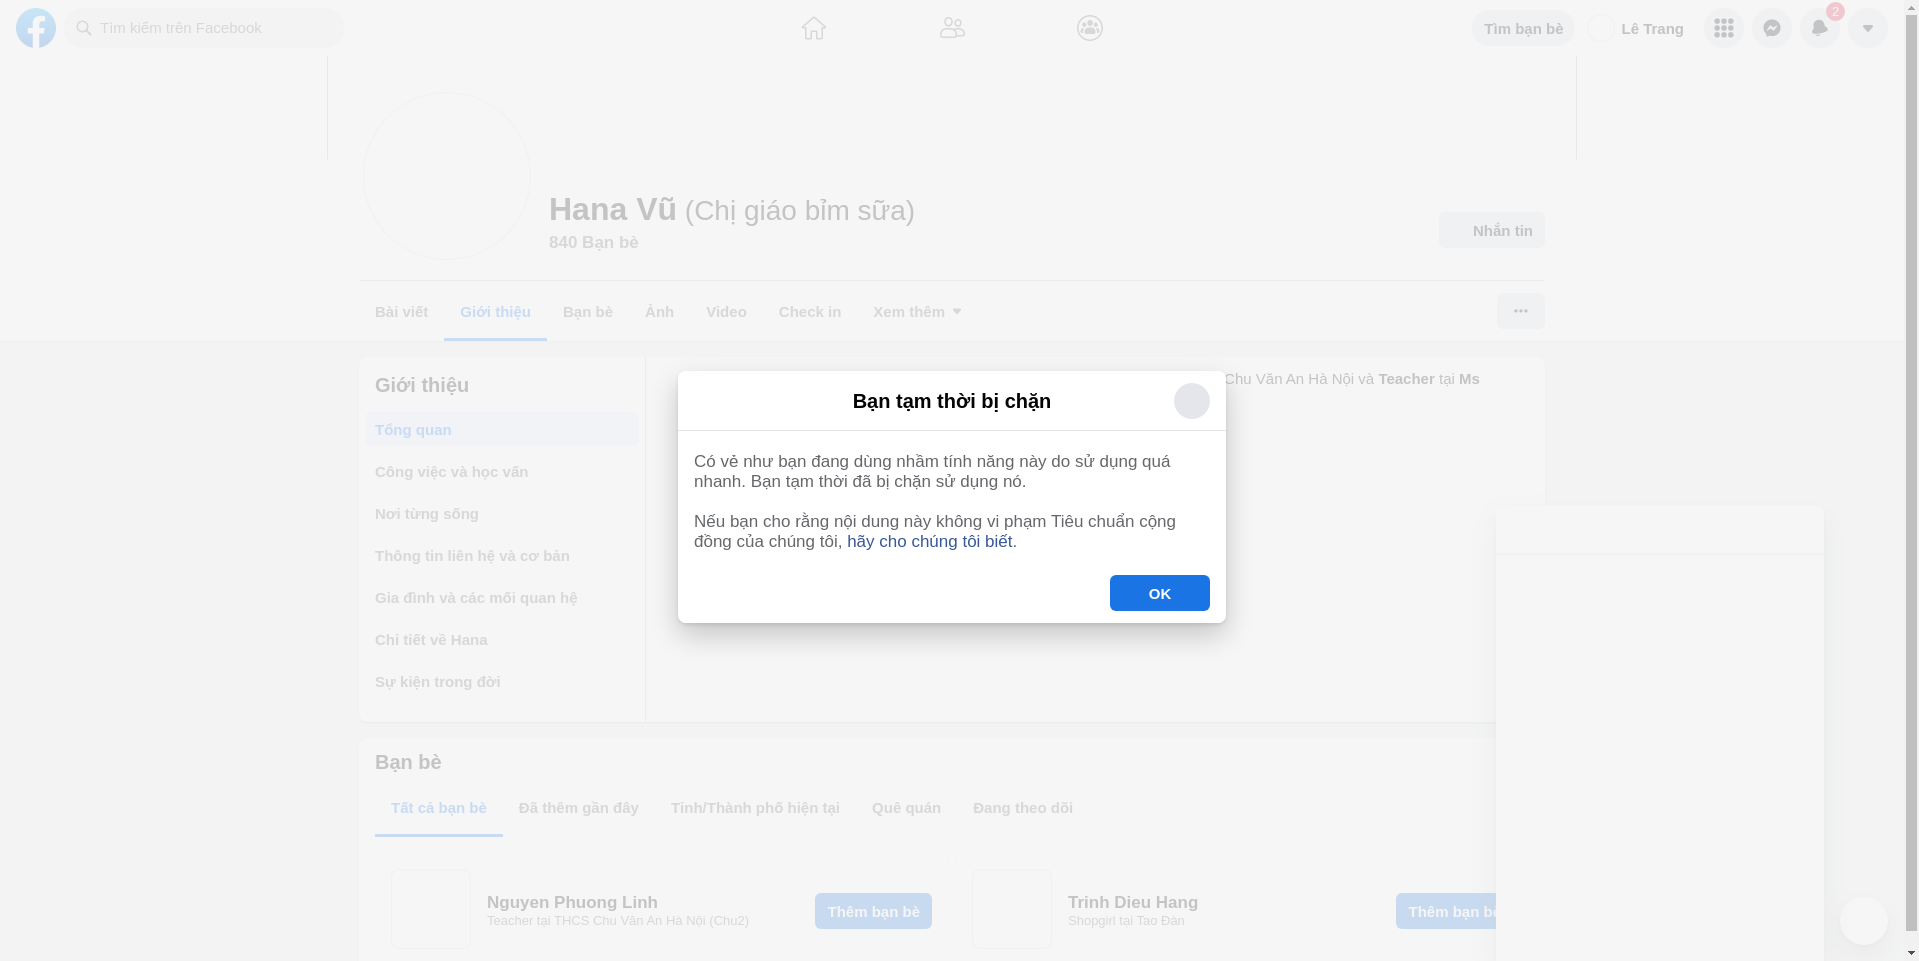 Tìm kiếm trên Facebook
Tìm bạn bè
Lê Trang
2
Hana Vũ (Chị giáo bỉm sữa)
840 Bạn bè
Nhắn tin
Bài viết
Giới thiệu
Bạn bè
Ảnh
Video
Check in
Xem thêm
Giới thiệu
Tổng quan
Công việc và học vấn
Nơi từng sống
Thông tin liên hệ và cơ bản
Gia đình và các mối quan hệ
Chi tiết về Hana
Sự kiện trong đời
Chu Văn An Hà Nội và Teacher tại Ms
Bạn tạm thời bị chặn
Có vẻ như bạn đang dùng nhầm tính năng này do sử dụng quá
nhanh. Bạn tạm thời đã bị chặn sử dụng nó.
Nếu bạn cho rằng nội dung này không vi phạm Tiêu chuẩn cộng
đồng của chúng tôi, hãy cho chúng tôi biết.
OK
Bạn bè
Tất cả bạn bè
Đã thêm gần đây
Tỉnh/Thành phố hiện tại
Quê quán
Đang theo dõi
Nguyen Phuong Linh
Teacher tại THCS Chu Văn An Hà Nội (Chu2)
Thêm bạn bè
Trinh Dieu Hang
Shopgirl tại Tao Đàn
Thêm bạn bè